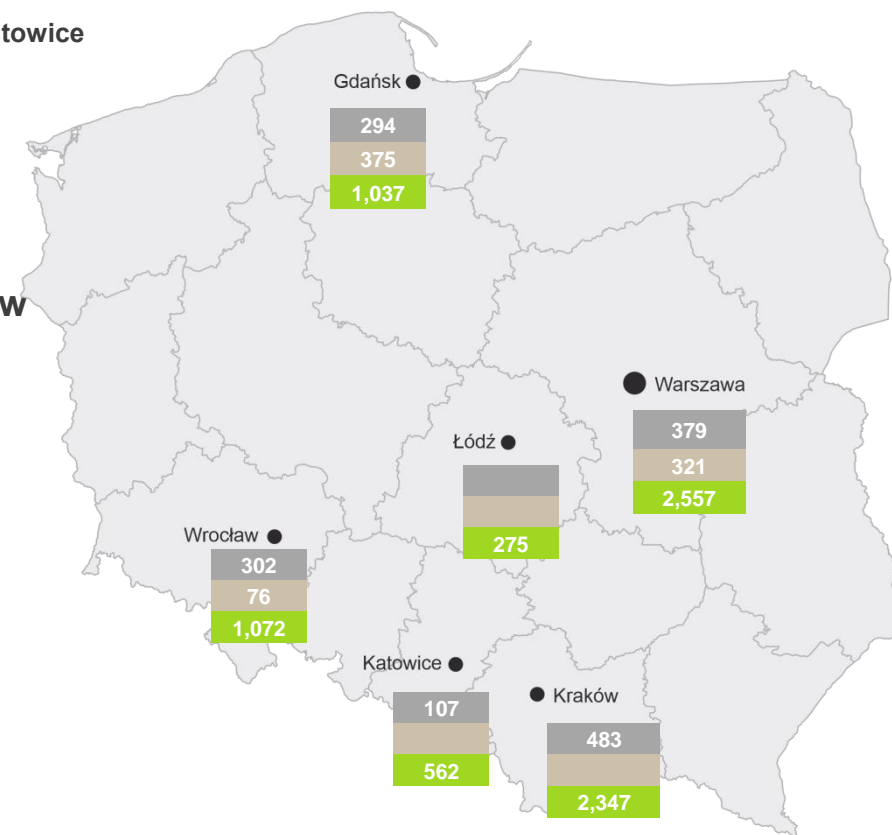 towice
Gdańsk
294
375
1,037
w
Warszawa
379
321
2,557
Łódź
275
Wrocław
302
76
1,072
Katowice
107
562
Kraków
483
2,347